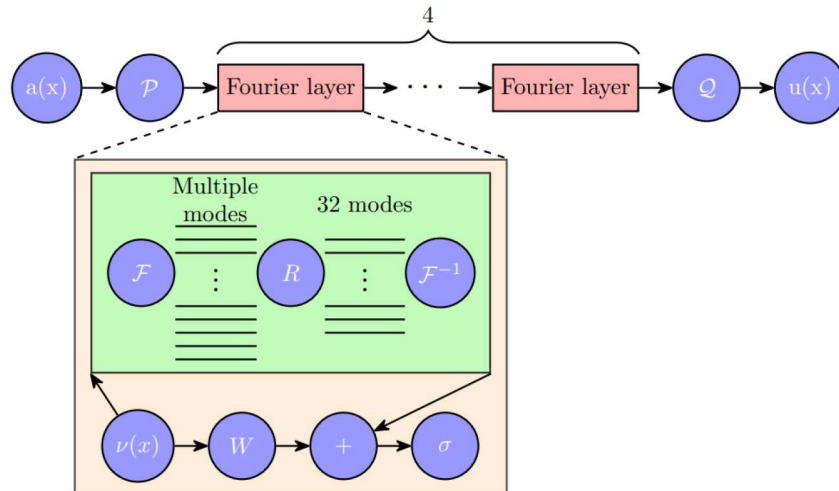 4
a(x)
𝒫
Fourier layer
· · ·
Fourier layer
𝒬
u(x)
Multiple
modes
32 modes
ℱ
⋮
R
⋮
ℱ⁻¹
ν(x)
W
+
σ